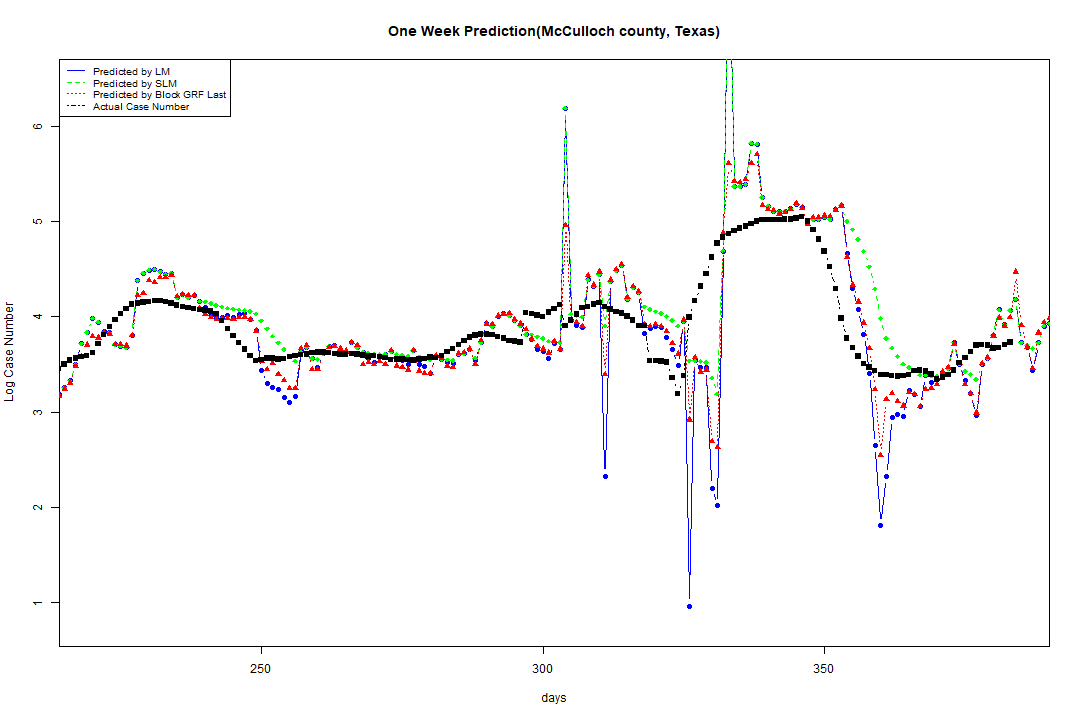 One Week Prediction(McCulloch county, Texas)
Predicted by LM
Predicted by SLM
Predicted by Block GRF Last
Actual Case Number
6
5
4
3
2
1
Log Case Number
250
300
350
days